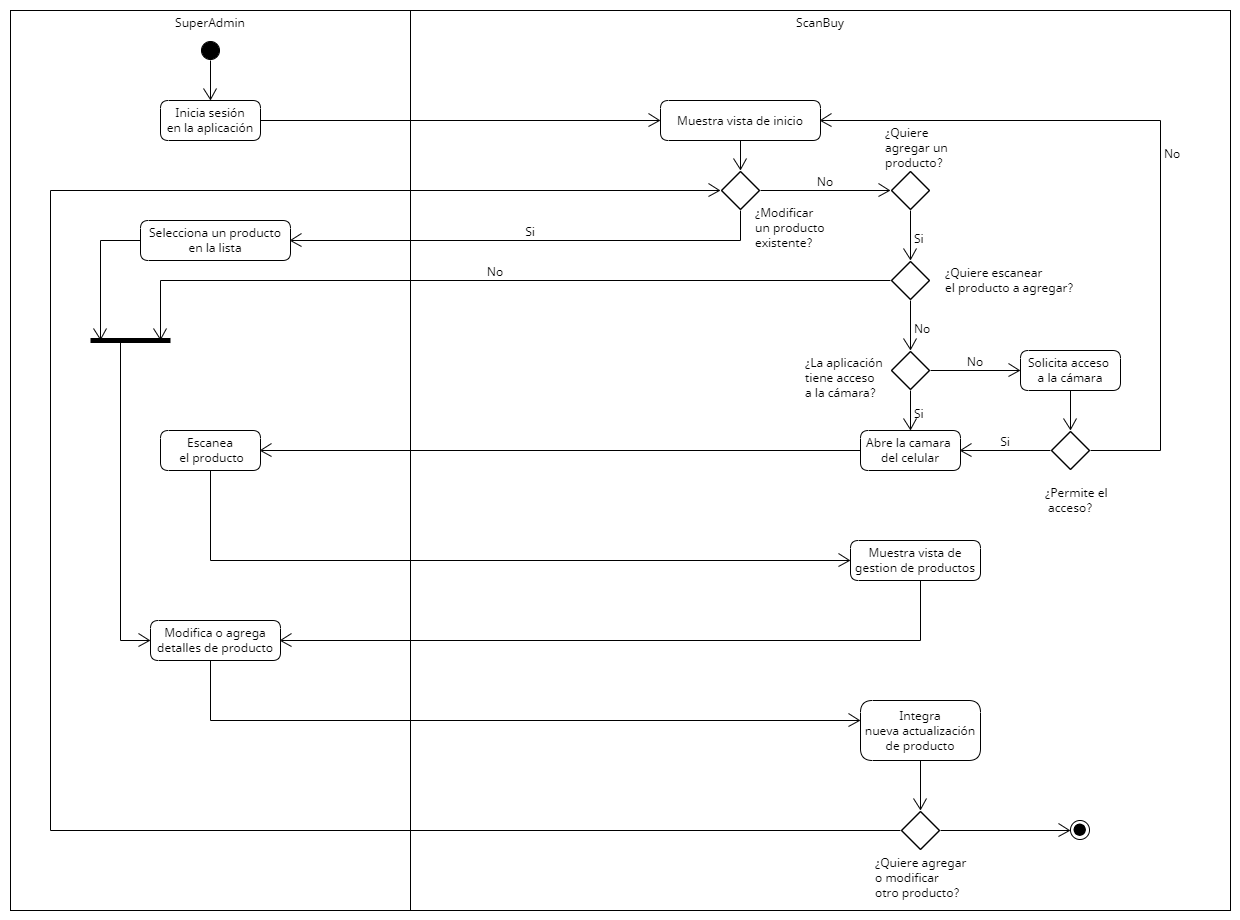 SuperAdmin
ScanBuy
Inicia sesión
en la aplicación
Muestra vista de inicio
¿Quiere
agregar un
producto?
No
No
¿Modificar
un producto
existente?
Si
Selecciona un producto
en la lista
Si
No
¿Quiere escanear
el producto a agregar?
No
¿La aplicación
tiene acceso
a la cámara?
No
Solicita acceso
a la cámara
Si
Escanea
el producto
Abre la camara
del celular
Si
¿Permite el
acceso?
Muestra vista de
gestion de productos
Modifica o agrega
detalles de producto
Integra
nueva actualización
de producto
¿Quiere agregar
o modificar
otro producto?